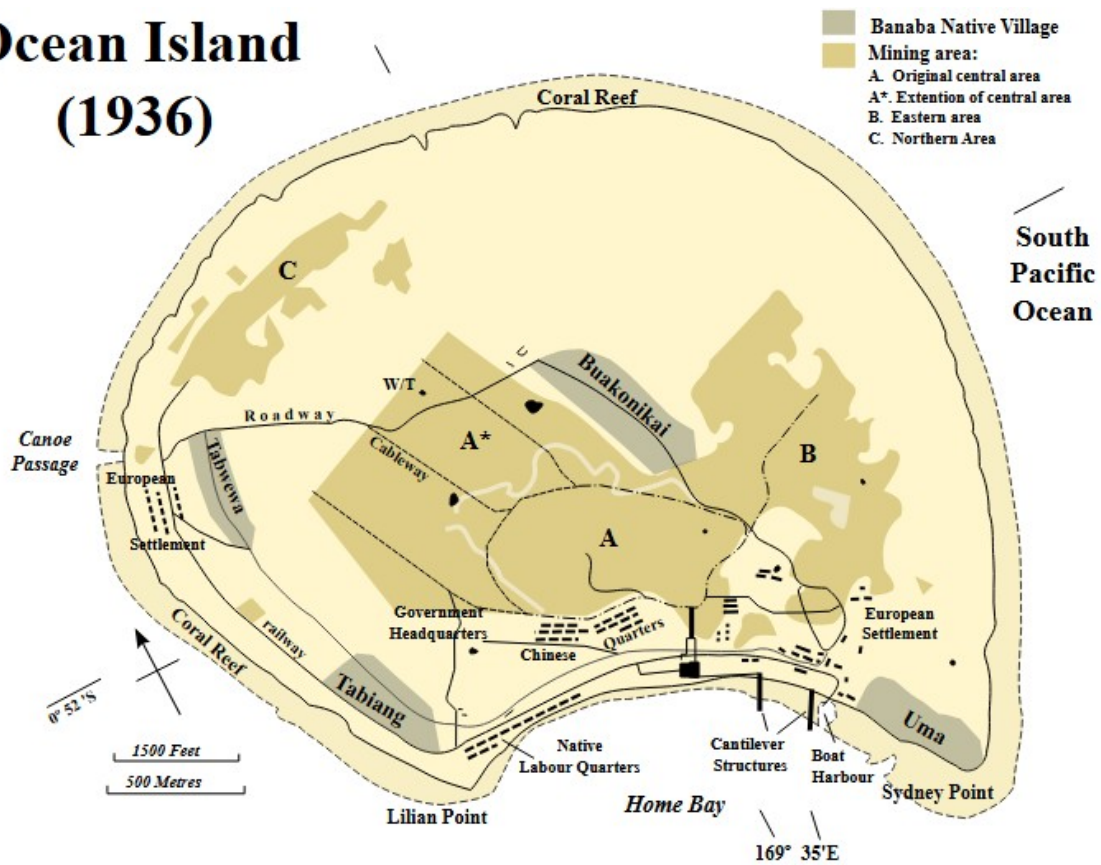 Ocean Island
(1936)
Banaba Native Village
Mining area:
A. Original central area
A*. Extention of central area
B. Eastern area
C. Northern Area
Coral Reef
South
Pacific
Ocean
C
W/T
Buakonikai
Roadway
A*
Cableway
B
Canoe
Passage
Tabwewa
European
Settlement
A
Government
Headquarters
Chinese
Quarters
European
Settlement
Coral Reef
railway
Tabiang
Uma
0° 52 'S
1500 Feet
500 Metres
Native
Labour Quarters
Cantilever
Structures
Boat
Harbour
Sydney Point
Lilian Point
Home Bay
169° 35'E